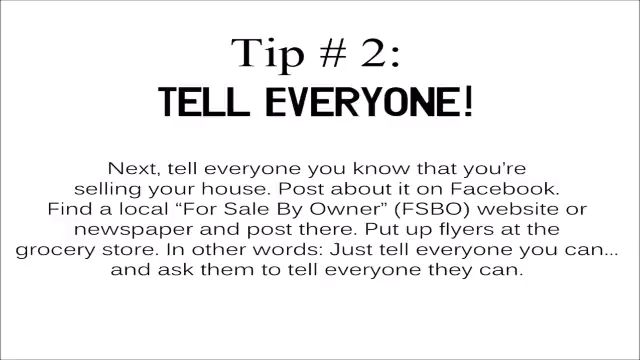 Tip # 2:
TELL EVERYONE!
Next, tell everyone you know that you’re
selling your house. Post about it on Facebook.
Find a local “For Sale By Owner” (FSBO) website or
newspaper and post there. Put up flyers at the
grocery store. In other words: Just tell everyone you can...
and ask them to tell everyone they can.